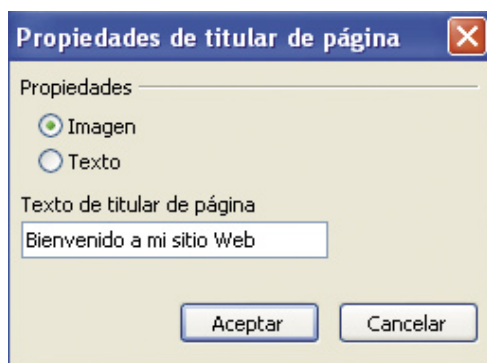 Propiedades de titular de página
Propiedades
Imagen
Texto
Texto de titular de página
Bienvenido a mi sitio Web
Aceptar Cancelar